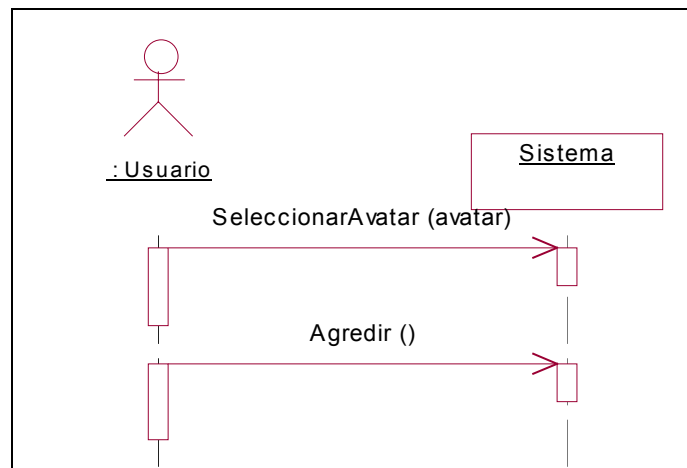 Sistema
: Usuario
SeleccionarAvatar (avatar)
Agredir ()